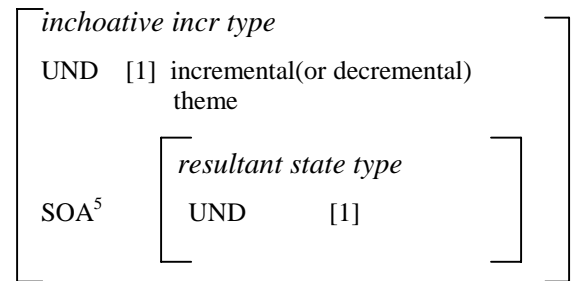 inchoative incr type
UND [1] incremental(or decremental)
theme
resultant state type
SOA5 UND [1]